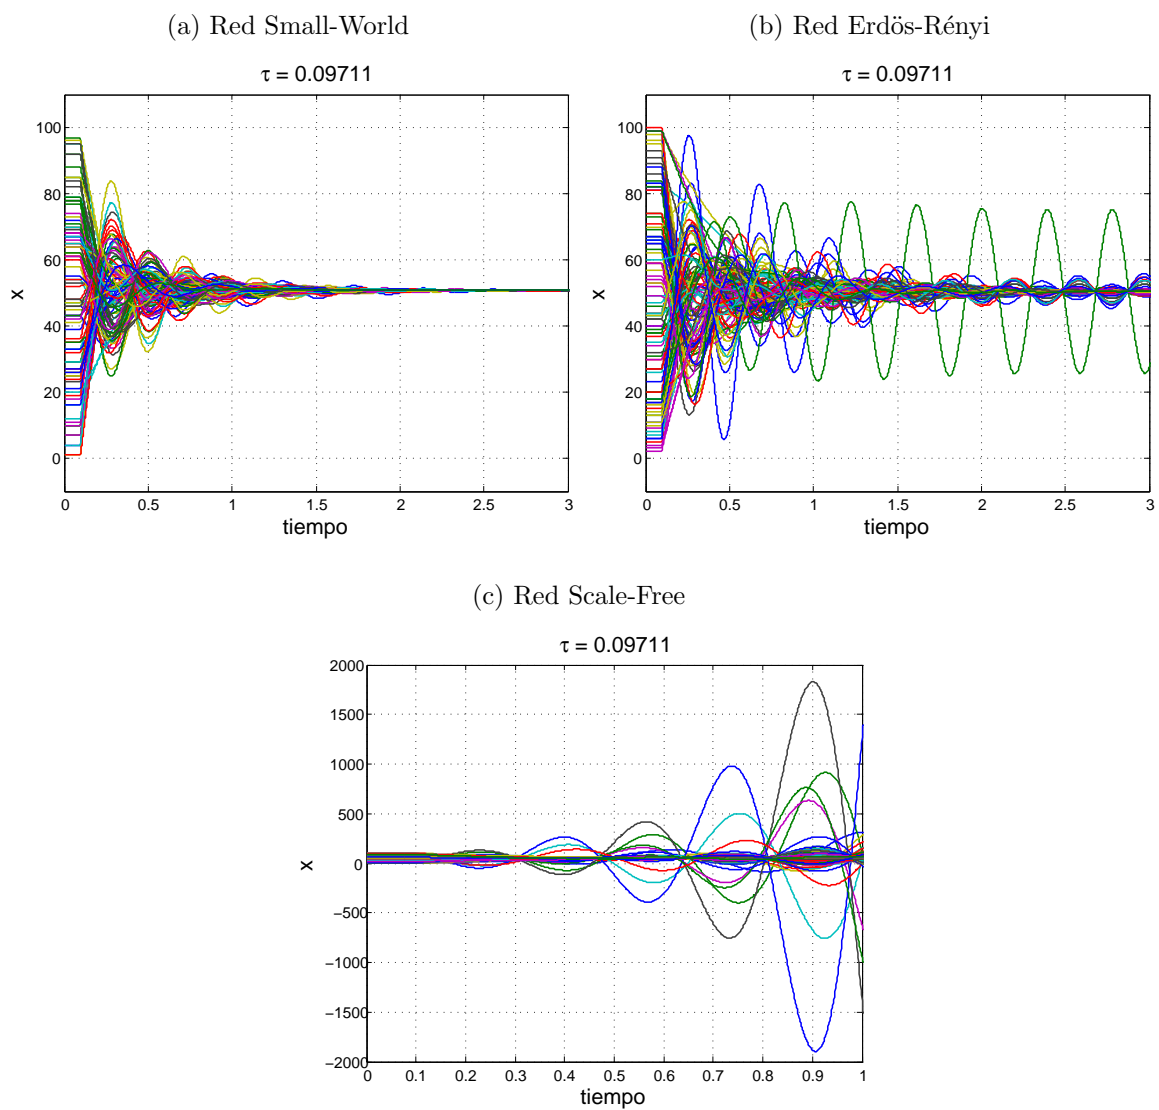 (a) Red Small-World
τ = 0.09711
100
80
60
40
20
0
x
0 0.5 1 1.5 2 2.5 3
tiempo
(b) Red Erdös-Rényi
τ = 0.09711
100
80
60
40
20
0
x
0 0.5 1 1.5 2 2.5 3
tiempo
(c) Red Scale-Free
τ = 0.09711
2000
1500
1000
500
0
−500
−1000
−1500
−2000
x
0 0.1 0.2 0.3 0.4 0.5 0.6 0.7 0.8 0.9 1
tiempo